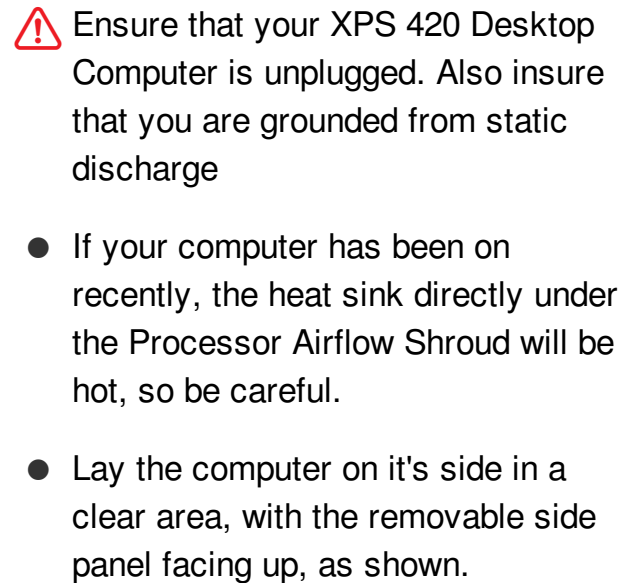 Ensure that your XPS 420 Desktop
Computer is unplugged. Also insure
that you are grounded from static
discharge
If your computer has been on
recently, the heat sink directly under
the Processor Airflow Shroud will be
hot, so be careful.
Lay the computer on it's side in a
clear area, with the removable side
panel facing up, as shown.